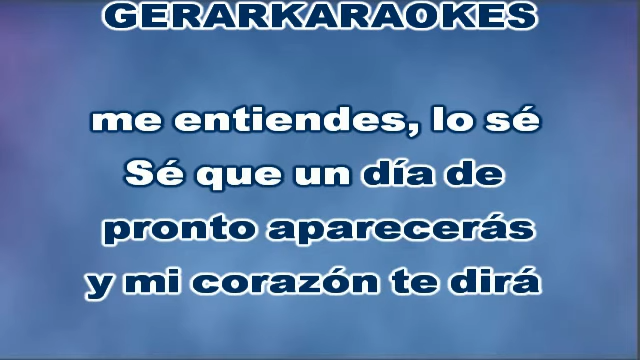 GERARKARAOKES
me entiendes, lo sé
Sé que un día de
pronto aparecerás
y mi corazón te dirá